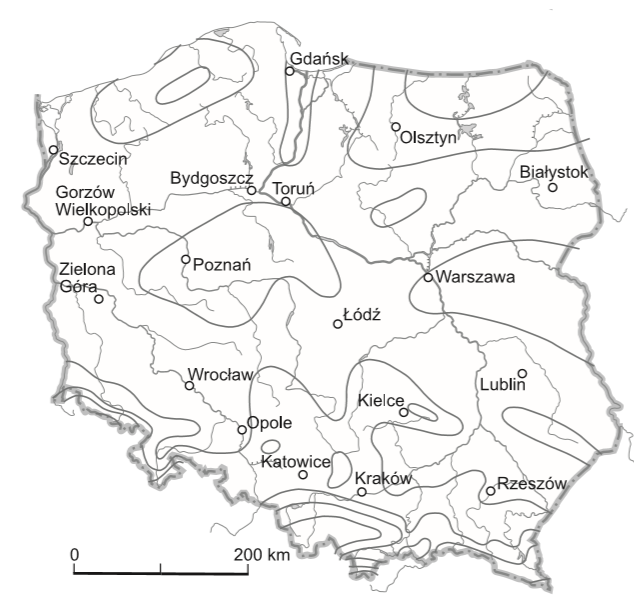 Gdańsk
Olsztyn
Szczecin
Białystok
Bydgoszcz
Toruń
Gorzów
Wielkopolski
Poznań
Zielona
Góra
Warszawa
Łódź
Wrocław
Lublin
Kielce
Opole
Katowice
Kraków
Rzeszów
0
200 km